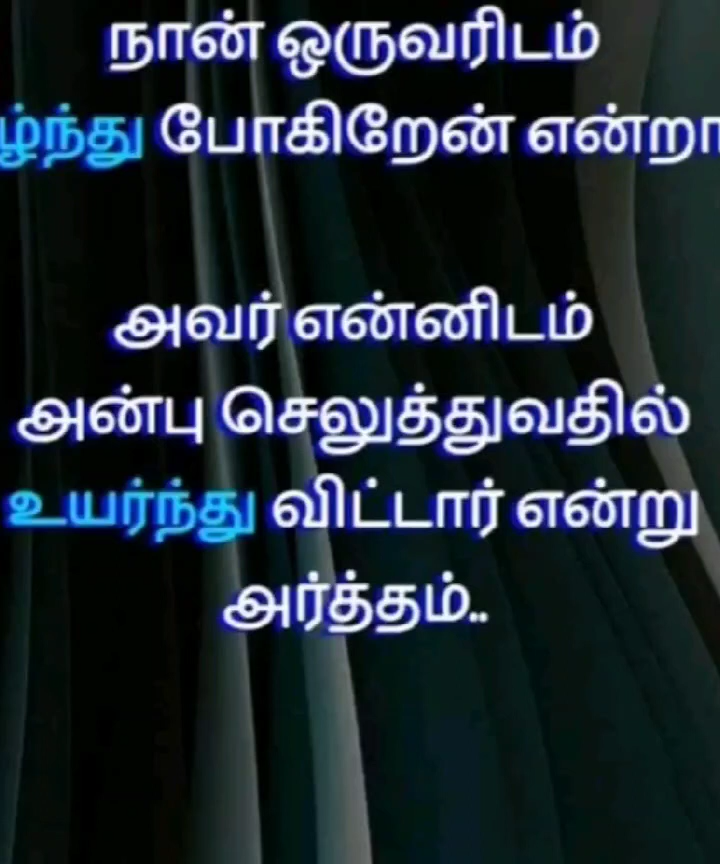 நான் ஒருவரிடம்
ழ்ந்து போகிறேன் என்றா
அவர் என்னிடம்
அன்பு செலுத்துவதில்
உயர்ந்து விட்டார் என்று
அர்த்தம்..